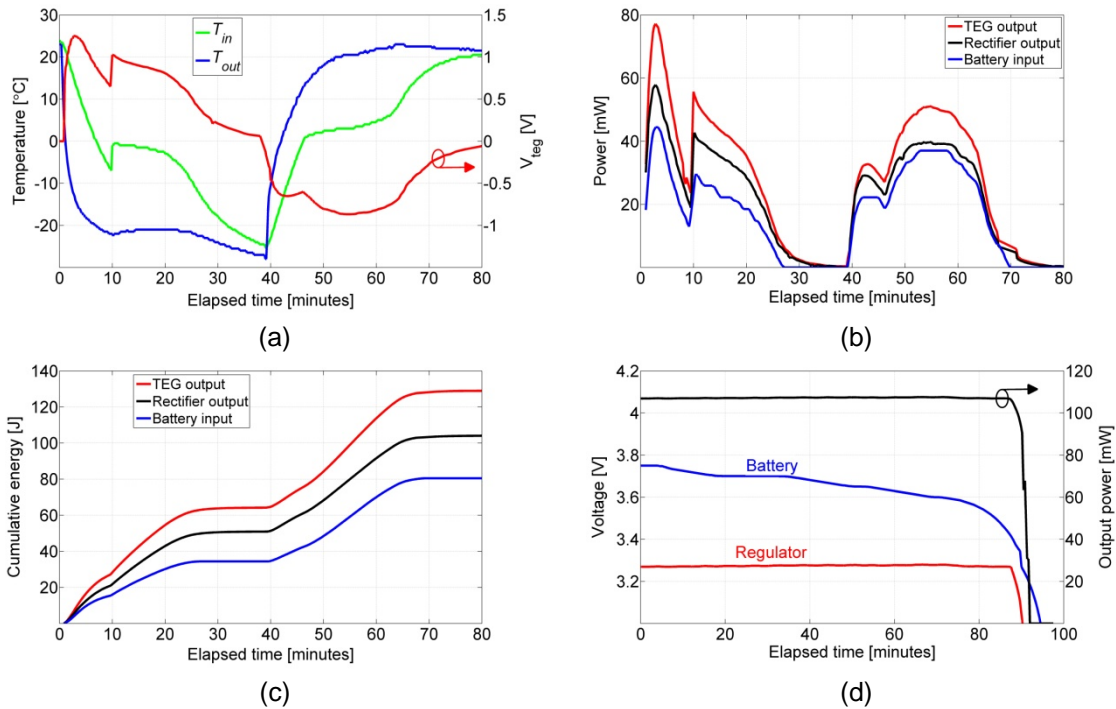 30
20
10
0
-10
-20
0
10
20
30
40
50
60
70
80
1.5
1
0.5
0
-0.5
-1
Temperature [°C]
V_teg [V]
Elapsed time [minutes]
T_in
T_out
(a)
80
60
40
20
0
10
20
30
40
50
60
70
80
Power [mW]
Elapsed time [minutes]
TEG output
Rectifier output
Battery input
(b)
140
120
100
80
60
40
20
0
10
20
30
40
50
60
70
80
Cumulative energy [J]
Elapsed time [minutes]
TEG output
Rectifier output
Battery input
(c)
4.2
4
3.8
3.6
3.4
3.2
0
20
40
60
80
100
120
100
80
60
40
20
0
Voltage [V]
Output power [mW]
Elapsed time [minutes]
Battery
Regulator
(d)